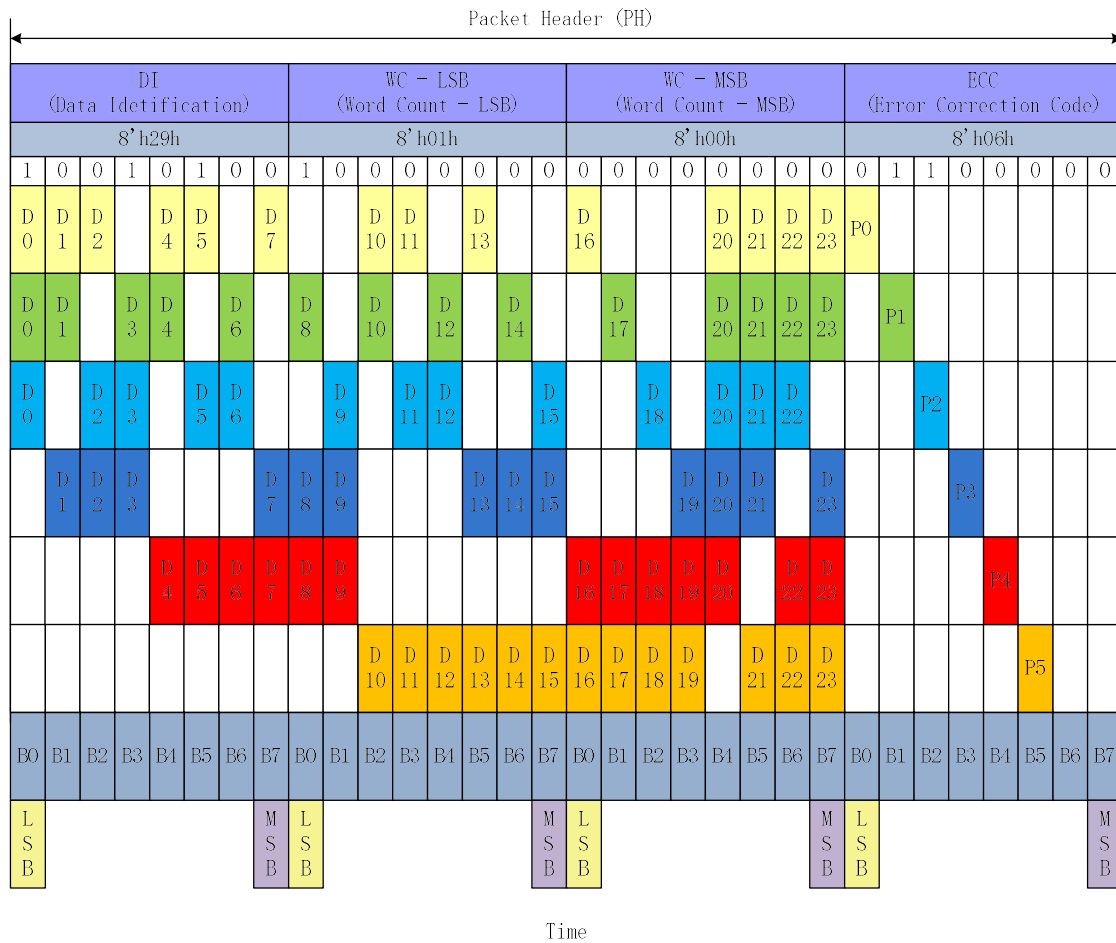 Packet Header (PH)
DI WC - LSB WC - MSB ECC
(Data Idetification) (Word Count - LSB) (Word Count - MSB) (Error Correction Code)
8'h29h 8'h01h 8'h00h 8'h06h
1 0 0 1 0 1 0 0 1 0 0 0 0 0 0 0 0 0 0 0 0 0 0 0 0 1 1 0 0 0 0 0
D0 D1 D2 D4 D5 D7 D10 D11 D13 D16 D20 D21 D22 D23 P0
D0 D1 D3 D4 D6 D8 D10 D12 D14 D17 D20 D21 D22 D23 P1
D0 D2 D3 D5 D6 D9 D11 D12 D15 D18 D20 D21 D22 P2
D1 D2 D3 D7 D8 D9 D13 D14 D15 D19 D20 D21 D23 P3
D4 D5 D6 D7 D8 D9 D16 D17 D18 D19 D20 D22 D23 P4
D10 D11 D12 D13 D14 D15 D16 D17 D18 D19 D21 D22 D23 P5
B0 B1 B2 B3 B4 B5 B6 B7 B0 B1 B2 B3 B4 B5 B6 B7 B0 B1 B2 B3 B4 B5 B6 B7 B0 B1 B2 B3 B4 B5 B6 B7
LSB MSB LSB MSB LSB MSB LSB MSB
Time